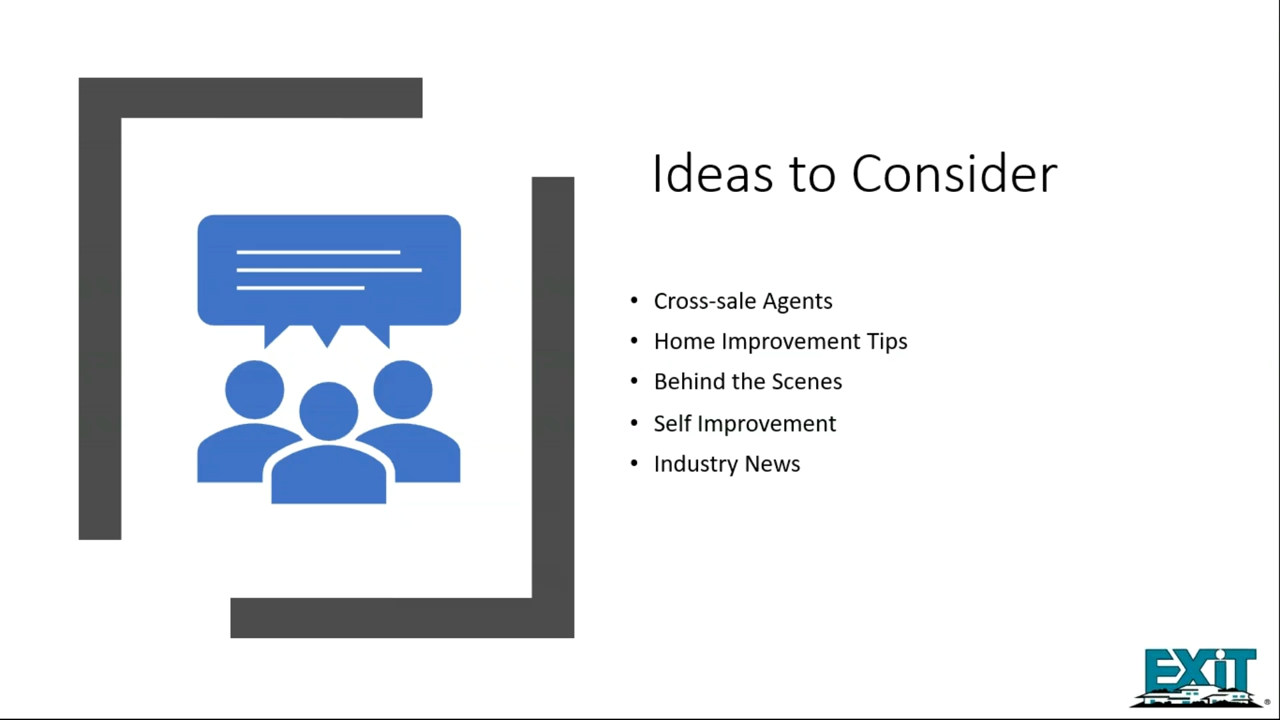 Ideas to Consider
• Cross-sale Agents
• Home Improvement Tips
• Behind the Scenes
• Self Improvement
• Industry News
EXiT
®